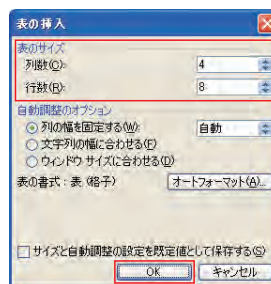 表の挿入
表のサイズ
列数(C): 4
行数(R): 8
自動調整のオプション
列の幅を固定する(W): 自動
文字列の幅に合わせる(F)
ウィンドウ サイズに合わせる(D)
表の書式: 表 (格子) オートフォーマット(A)...
サイズと自動調整の設定を既定値として保存する(S)
OK キャンセル